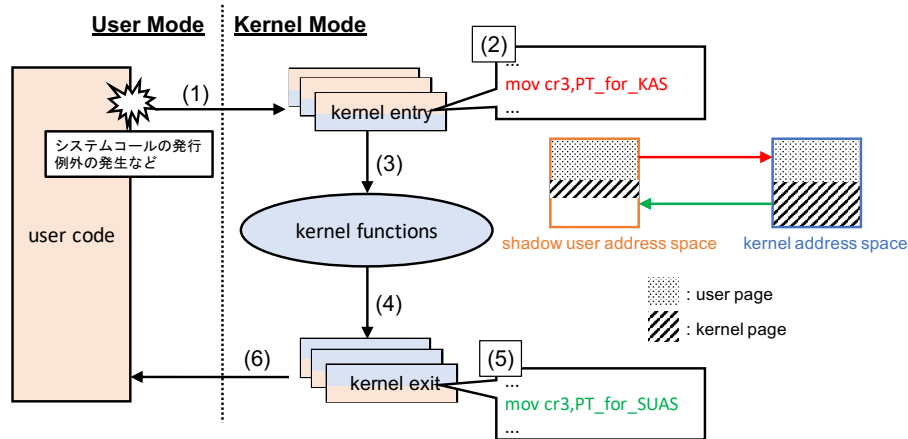 User Mode
Kernel Mode
(1)
(2)
...
mov cr3,PT_for_KAS
...
kernel entry
システムコールの発行
例外の発生など
(3)
user code
kernel functions
shadow user address space
kernel address space
: user page
: kernel page
(4)
(5)
(6)
kernel exit
...
mov cr3,PT_for_SUAS
...